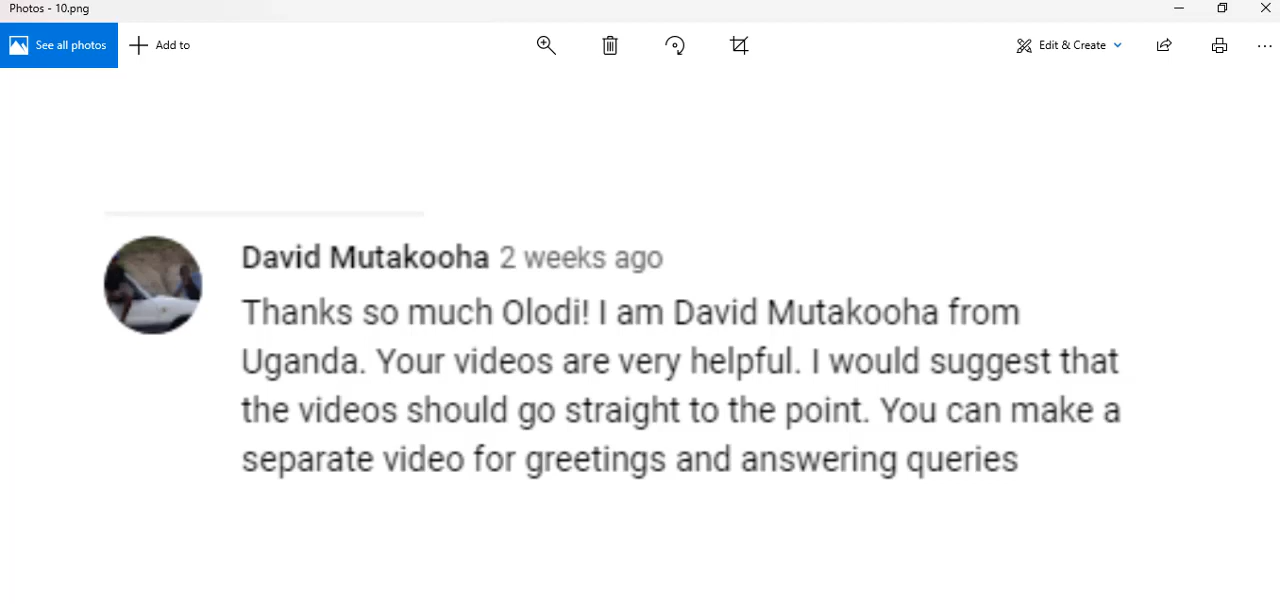 Photos - 10.png
See all photos
Add to
Edit & Create
David Mutakooha 2 weeks ago
Thanks so much Olodi! I am David Mutakooha from
Uganda. Your videos are very helpful. I would suggest that
the videos should go straight to the point. You can make a
separate video for greetings and answering queries